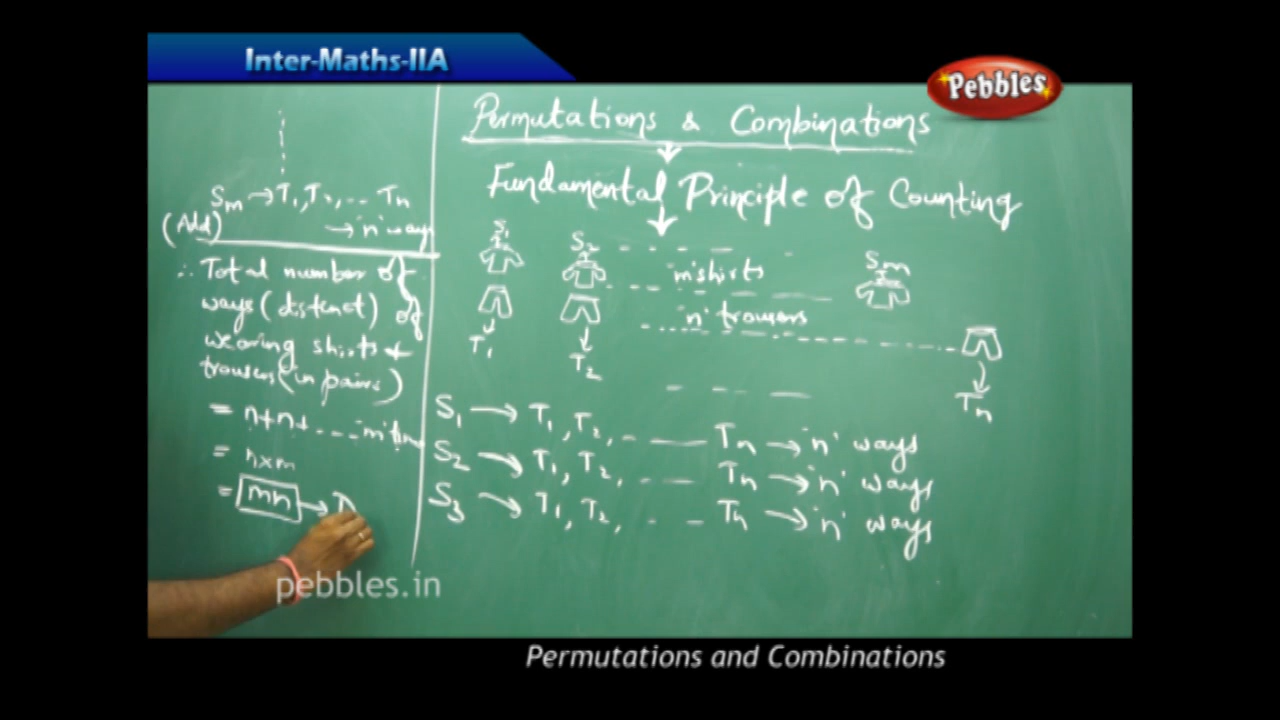 Inter-Maths-IIA
Pebbles
Permutations & Combinations
Fundamental Principle of Counting
S1 S2 Sm
'm' shirts
'n' trousers
T1 T2 Tn
S1 → T1, T2, - — Tn → 'n' ways
S2 → T1, T2, - - - Tn → 'n' ways
S3 → T1, T2, - - Tn → 'n' ways
Sm → T1, T2, - - Tn
(Add) → 'n' ways
∴ Total number of
ways (distinct) of
wearing shirts &
trousers (in pairs)
= n+n+ - - - 'm' times
= n×m
= mn →
pebbles.in
Permutations and Combinations